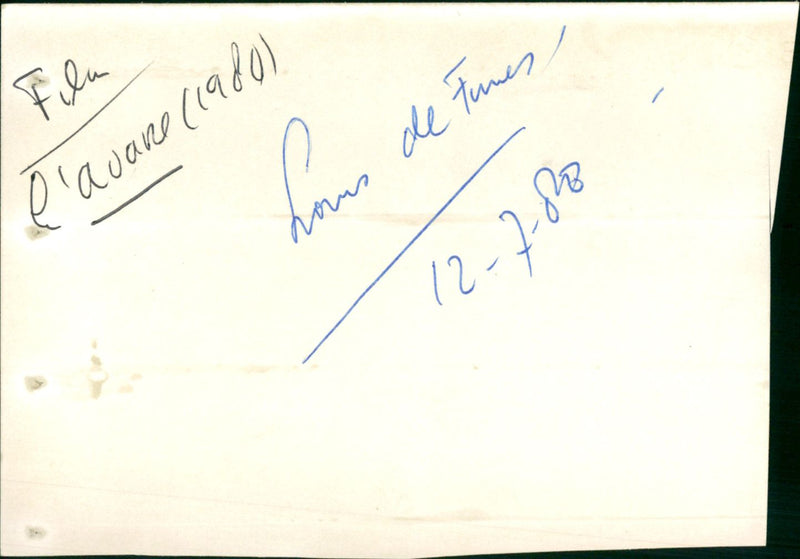 Film
l'avare (1980)
Louis de Funes
12-7-88